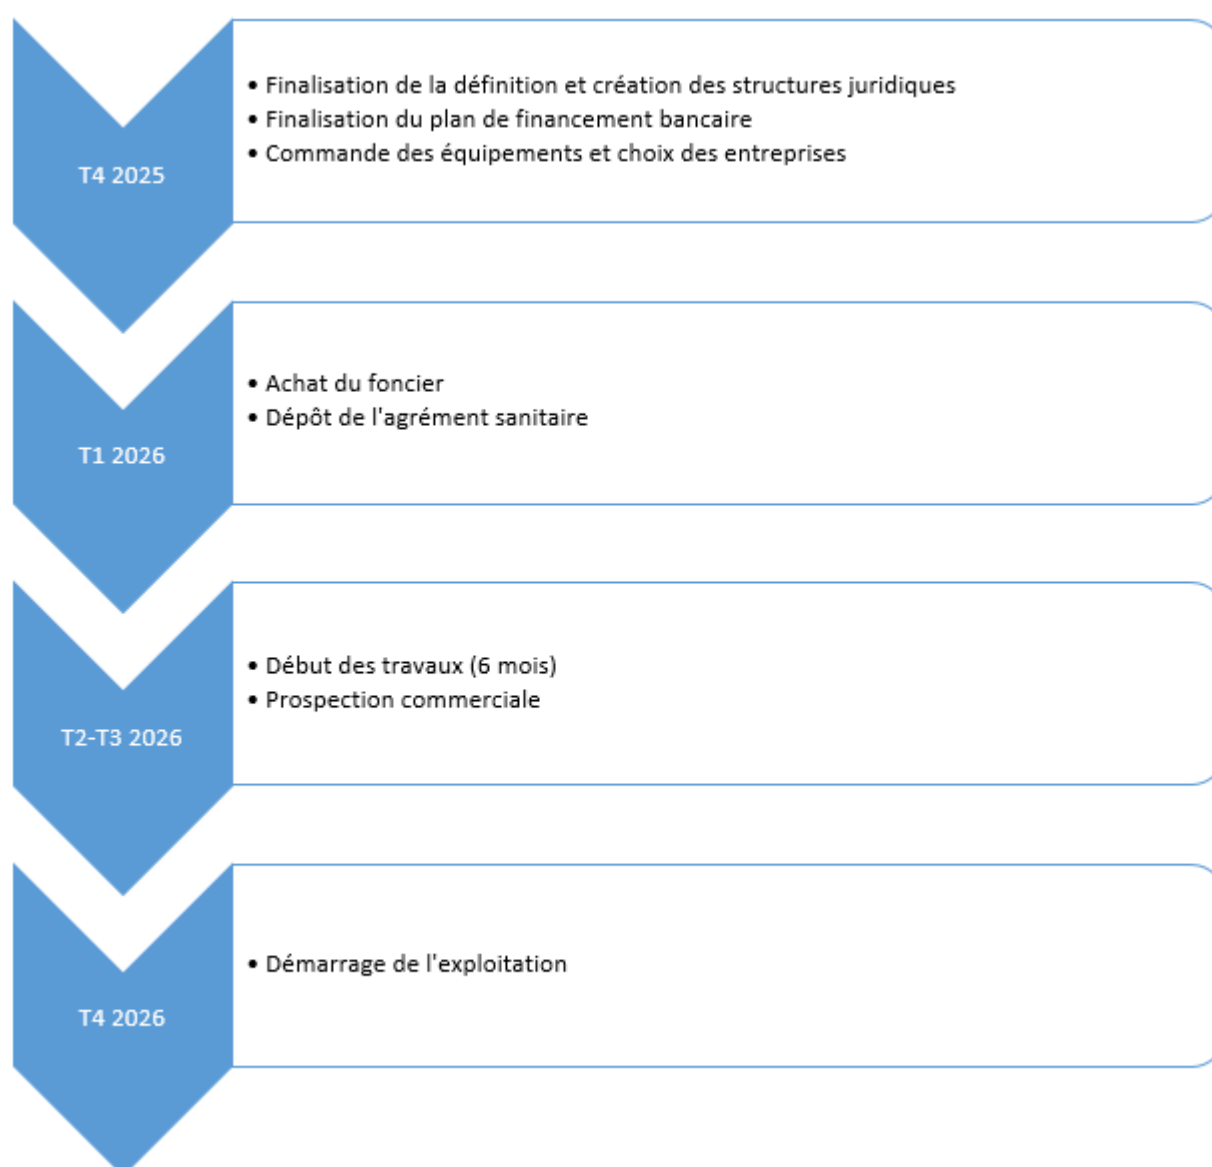 T4 2025
• Finalisation de la définition et création des structures juridiques
• Finalisation du plan de financement bancaire
• Commande des équipements et choix des entreprises
T1 2026
• Achat du foncier
• Dépôt de l'agrément sanitaire
T2-T3 2026
• Début des travaux (6 mois)
• Prospection commerciale
T4 2026
• Démarrage de l'exploitation